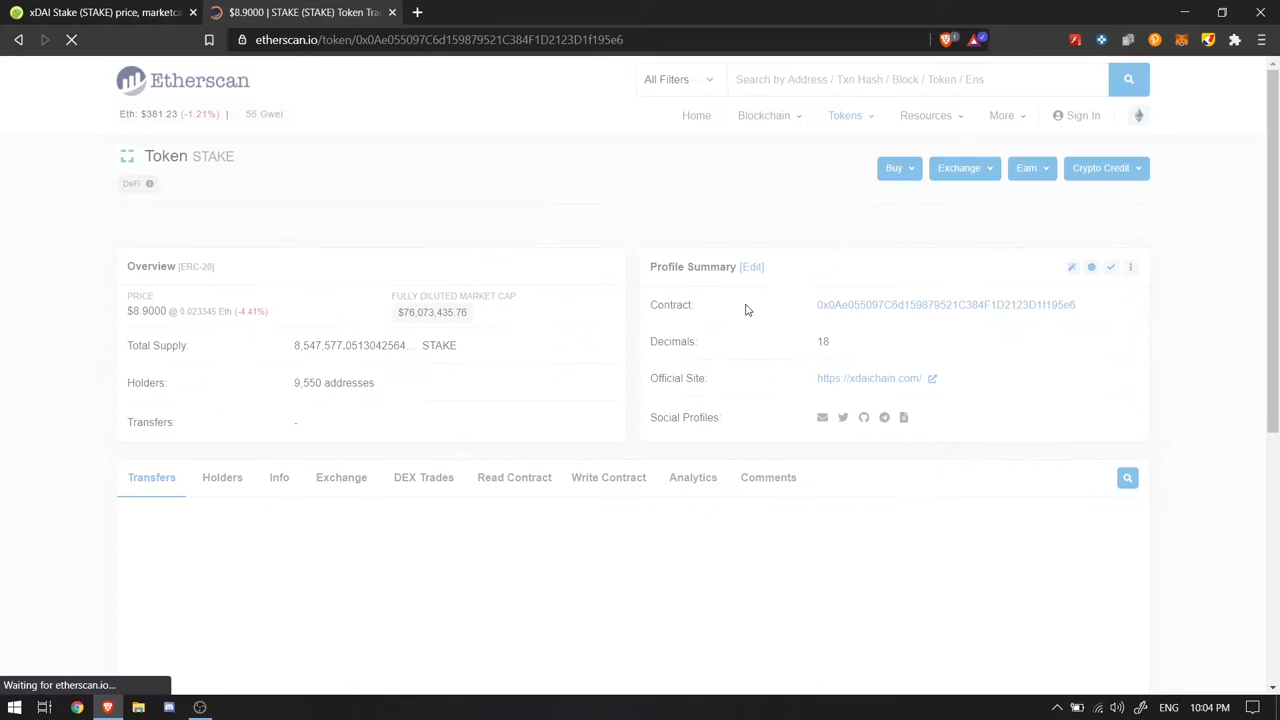 xDAI Stake (STAKE) price, marketca
$8.9000 | STAKE (STAKE) Token Tra
etherscan.io/token/0x0Ae055097C6d159879521C384F1D2123D1f195e6
Etherscan
All Filters
Search by Address / Txn Hash / Block / Token / Ens
Eth: $381.23 (-1.21%) | 55 Gwei
Home Blockchain Tokens Resources More Sign In
Token STAKE
Buy Exchange Earn Crypto Credit
DeFi
Overview [ERC-20]
PRICE
$8.9000 @ 0.023345 Eth (-4.41%)
FULLY DILUTED MARKET CAP
$76,073,435.76
Total Supply: 8,547,577.0513042564... STAKE
Holders: 9,550 addresses
Transfers: -
Profile Summary [Edit]
Contract: 0x0Ae055097C6d159879521C384F1D2123D1f195e6
Decimals: 18
Official Site: https://xdaichain.com/
Social Profiles:
Transfers Holders Info Exchange DEX Trades Read Contract Write Contract Analytics Comments
Waiting for etherscan.io...
ENG 10:04 PM